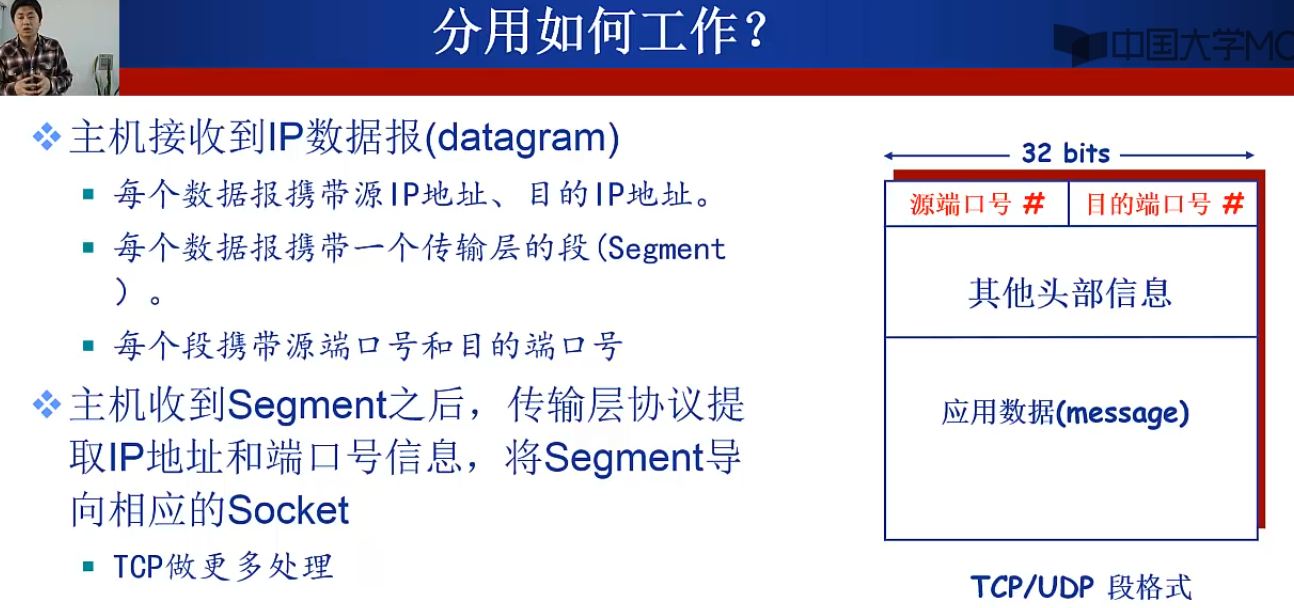 分用如何工作？
中国大学MO
主机接收到IP数据报(datagram)
每个数据报携带源IP地址、目的IP地址。
每个数据报携带一个传输层的段(Segment
)。
每个段携带源端口号和目的端口号
主机收到Segment之后，传输层协议提
取IP地址和端口号信息，将Segment导
向相应的Socket
TCP做更多处理
32 bits
源端口号 #
目的端口号 #
其他头部信息
应用数据(message)
TCP/UDP 段格式